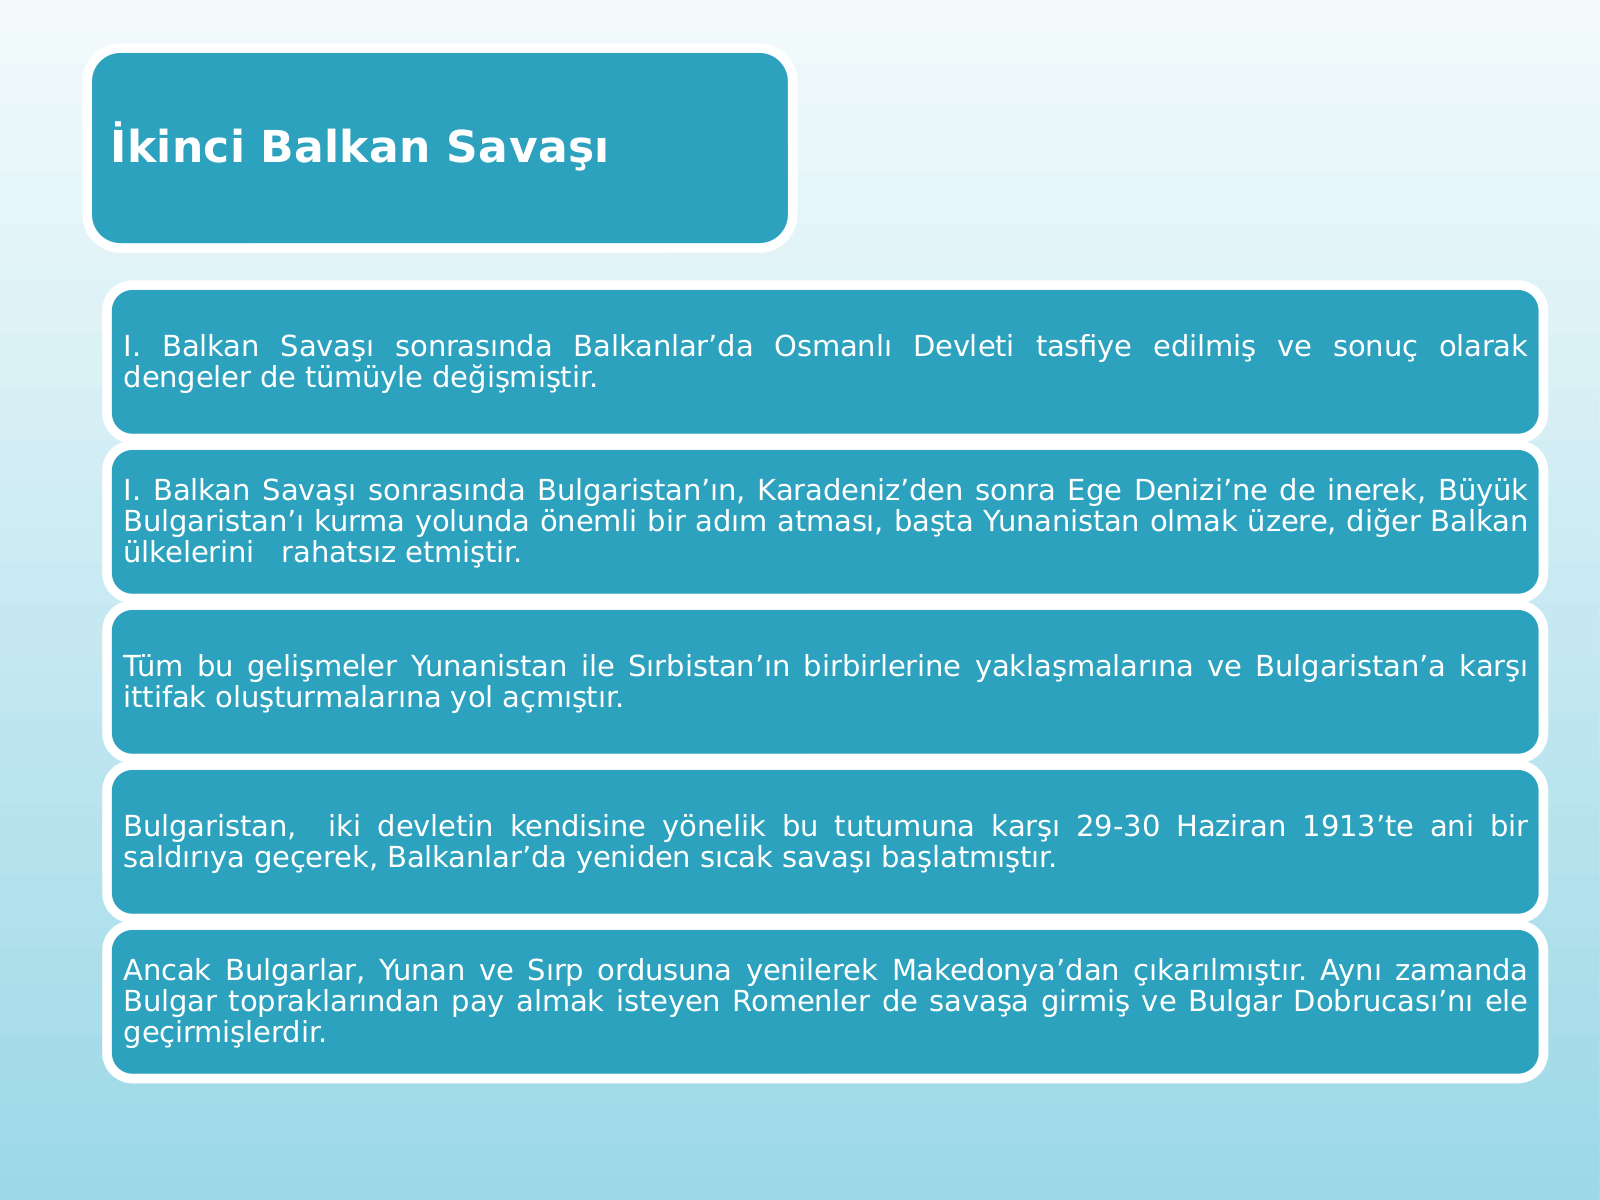 İkinci Balkan Savaşı
I. Balkan Savaşı sonrasında Balkanlar’da Osmanlı Devleti tasfiye edilmiş ve sonuç olarak
dengeler de tümüyle değişmiştir.
I. Balkan Savaşı sonrasında Bulgaristan’ın, Karadeniz’den sonra Ege Denizi’ne de inerek, Büyük
Bulgaristan’ı kurma yolunda önemli bir adım atması, başta Yunanistan olmak üzere, diğer Balkan
ülkelerini rahatsız etmiştir.
Tüm bu gelişmeler Yunanistan ile Sırbistan’ın birbirlerine yaklaşmalarına ve Bulgaristan’a karşı
ittifak oluşturmalarına yol açmıştır.
Bulgaristan, iki devletin kendisine yönelik bu tutumuna karşı 29-30 Haziran 1913’te ani bir
saldırıya geçerek, Balkanlar’da yeniden sıcak savaşı başlatmıştır.
Ancak Bulgarlar, Yunan ve Sırp ordusuna yenilerek Makedonya’dan çıkarılmıştır. Aynı zamanda
Bulgar topraklarından pay almak isteyen Romenler de savaşa girmiş ve Bulgar Dobrucası’nı ele
geçirmişlerdir.